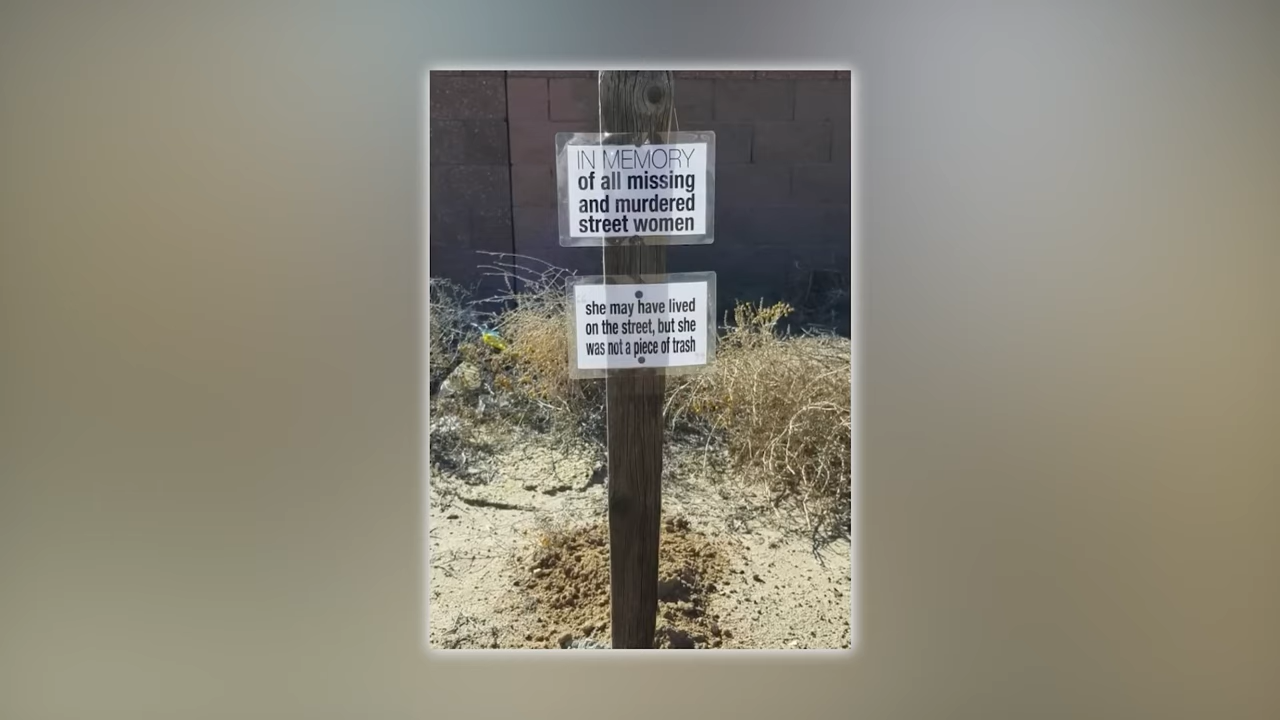 IN MEMORY
of all missing
and murdered
street women
she may have lived
on the street, but she
was not a piece of trash